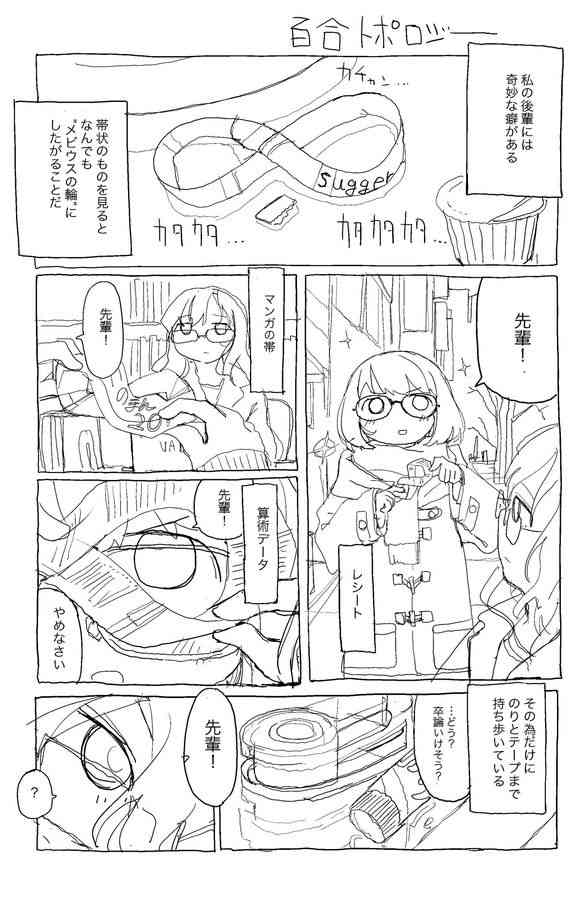 百合トポロジー
私の後輩には
奇妙な癖がある
帯状のものを見ると
なんでも
“メビウスの輪”に
したがることだ
カチャン…
sugger
カタカタ…
カタカタカタ…
先輩！
レシート
マンガの帯
先輩！
20
VA
算術データ
先輩！
やめなさい
その為だけに
のりとテープまで
持ち歩いている
…どう？
卒論いけそう？
先輩！
？